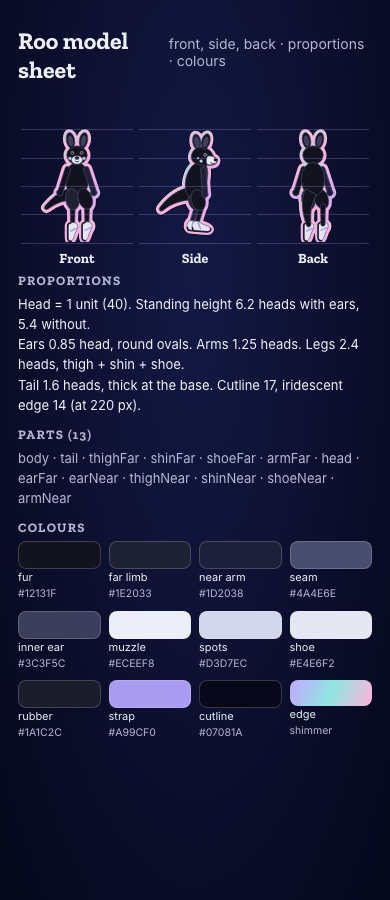 Roo model
sheet
front, side, back · proportions
· colours
Front
Side
Back
PROPORTIONS
Head = 1 unit (40). Standing height 6.2 heads with ears,
5.4 without.
Ears 0.85 head, round ovals. Arms 1.25 heads. Legs 2.4
heads, thigh + shin + shoe.
Tail 1.6 heads, thick at the base. Cutline 17, iridescent
edge 14 (at 220 px).
PARTS (13)
body · tail · thighFar · shinFar · shoeFar · armFar · head ·
earFar · earNear · thighNear · shinNear · shoeNear ·
armNear
COLOURS
fur
#12131F
far limb
#1E2033
near arm
#1D2038
seam
#4A4E6E
inner ear
#3C3F5C
muzzle
#ECEEF8
spots
#D3D7EC
shoe
#E4E6F2
rubber
#1A1C2C
strap
#A99CF0
cutline
#07081A
edge
shimmer